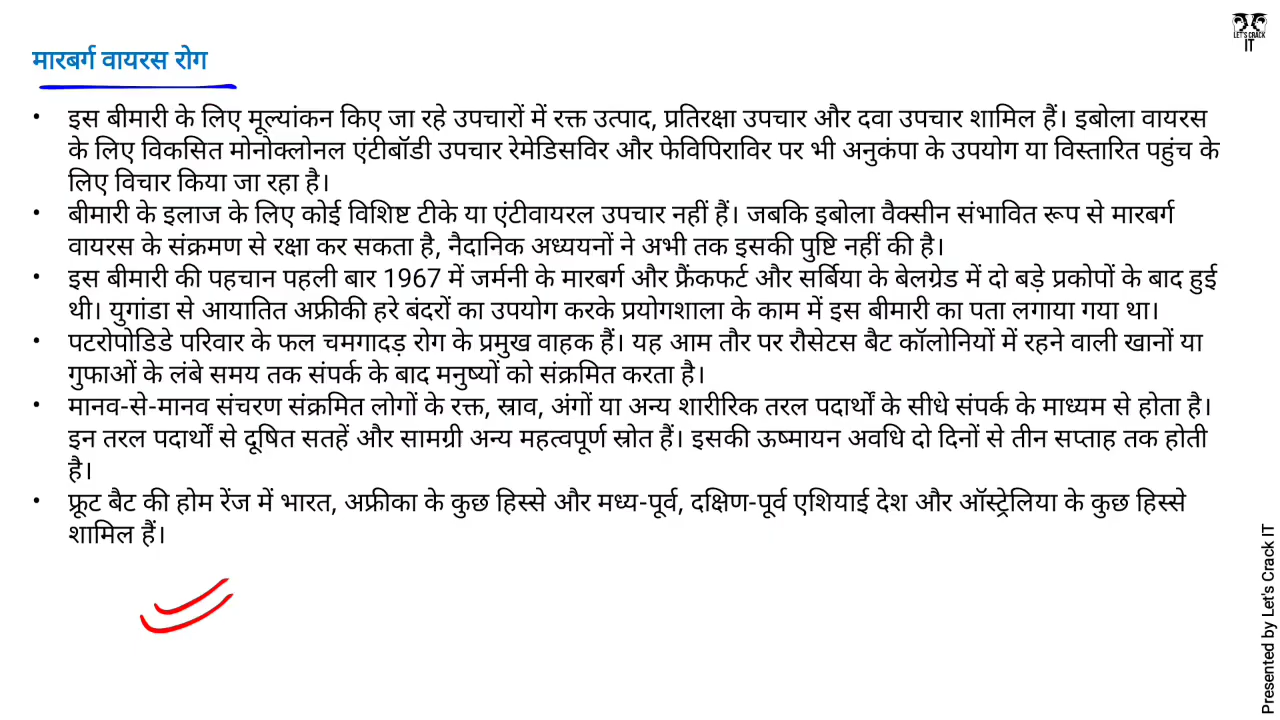 LET'S CRACK
IT
मारबर्ग वायरस रोग
• इस बीमारी के लिए मूल्यांकन किए जा रहे उपचारों में रक्त उत्पाद, प्रतिरक्षा उपचार और दवा उपचार शामिल हैं। इबोला वायरस
के लिए विकसित मोनोक्लोनल एंटीबॉडी उपचार रेमेडिसविर और फेविपिराविर पर भी अनुकंपा के उपयोग या विस्तारित पहुंच के
लिए विचार किया जा रहा है।
• बीमारी के इलाज के लिए कोई विशिष्ट टीके या एंटीवायरल उपचार नहीं हैं। जबकि इबोला वैक्सीन संभावित रूप से मारबर्ग
वायरस के संक्रमण से रक्षा कर सकता है, नैदानिक अध्ययनों ने अभी तक इसकी पुष्टि नहीं की है।
• इस बीमारी की पहचान पहली बार 1967 में जर्मनी के मारबर्ग और फ्रैंकफर्ट और सर्बिया के बेलग्रेड में दो बड़े प्रकोपों के बाद हुई
थी। युगांडा से आयातित अफ्रीकी हरे बंदरों का उपयोग करके प्रयोगशाला के काम में इस बीमारी का पता लगाया गया था।
• पटरोपोडिडे परिवार के फल चमगादड़ रोग के प्रमुख वाहक हैं। यह आम तौर पर रौसेटस बैट कॉलोनियों में रहने वाली खानों या
गुफाओं के लंबे समय तक संपर्क के बाद मनुष्यों को संक्रमित करता है।
• मानव-से-मानव संचरण संक्रमित लोगों के रक्त, स्राव, अंगों या अन्य शारीरिक तरल पदार्थों के सीधे संपर्क के माध्यम से होता है।
इन तरल पदार्थों से दूषित सतहें और सामग्री अन्य महत्वपूर्ण स्रोत हैं। इसकी ऊष्मायन अवधि दो दिनों से तीन सप्ताह तक होती
है।
• फ्रूट बैट की होम रेंज में भारत, अफ्रीका के कुछ हिस्से और मध्य-पूर्व, दक्षिण-पूर्व एशियाई देश और ऑस्ट्रेलिया के कुछ हिस्से
शामिल हैं।
Presented by Let's Crack IT